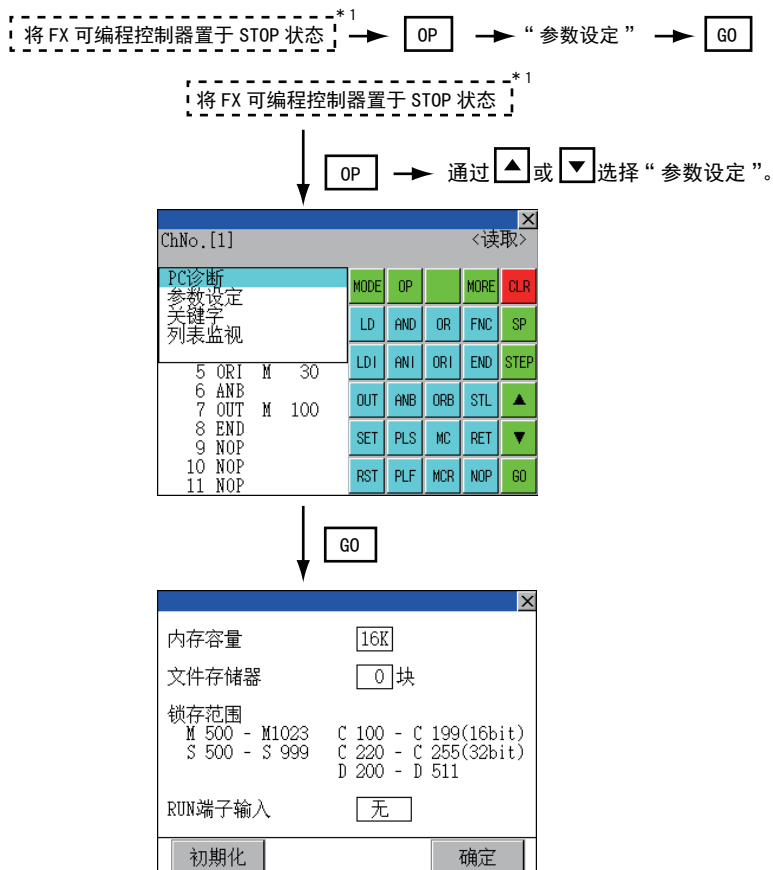 将 FX 可编程控制器置于 STOP 状态 *1 OP “ 参数设定 ” GO
将 FX 可编程控制器置于 STOP 状态 *1
OP 通过 ▲ 或 ▼ 选择 “ 参数设定 ”。
ChNo.[1] <读取>
PC诊断
参数设定
关键字
列表监视
5 ORI M 30
6 ANB
7 OUT M 100
8 END
9 NOP
10 NOP
11 NOP
MODE OP MORE CLR
LD AND OR FNC SP
LDI ANI ORI END STEP
OUT ANB ORB STL ▲
SET PLS MC RET ▼
RST PLF MCR NOP GO
GO
内存容量 16K
文件存储器 0 块
锁存范围
M 500 - M1023 C 100 - C 199(16bit)
S 500 - S 999 C 220 - C 255(32bit)
D 200 - D 511
RUN端子输入 无
初期化 确定